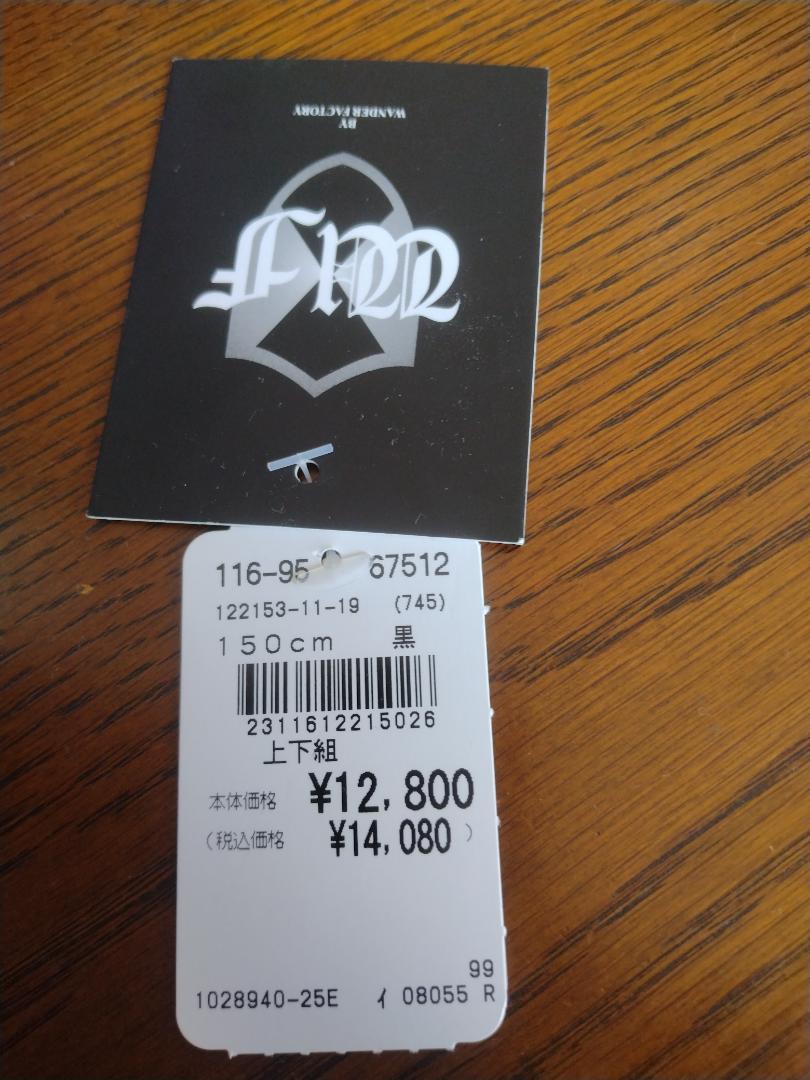 BY
WANDER FACTORY
WF
116-95 67512
122153-11-19 (745)
150cm 黒
2311612215026
上下組
本体価格 ¥12,800
(税込価格 ¥14,080)
99
1028940-25E ｲ 08055 R